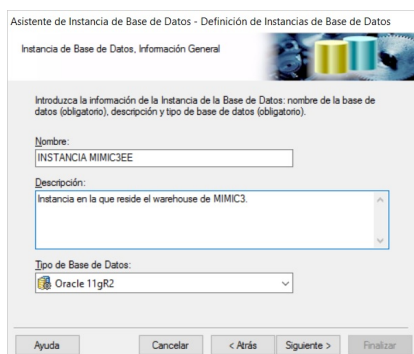 Asistente de Instancia de Base de Datos - Definición de Instancias de Base de Datos
Instancia de Base de Datos, Información General
Introduzca la información de la Instancia de la Base de Datos: nombre de la base de
datos (obligatorio), descripción y tipo de base de datos (obligatorio).
Nombre:
INSTANCIA MIMIC3EE
Descripción:
Instancia en la que reside el warehouse de MIMIC3.
Tipo de Base de Datos:
Oracle 11gR2
Ayuda
Cancelar
< Atrás
Siguiente >
Finalizar